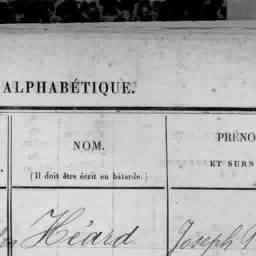 ALPHABÉTIQUE.
NOM.
(Il doit être écrit en bâtarde.)
PRÉNO
ET SURN
Héard
Joseph